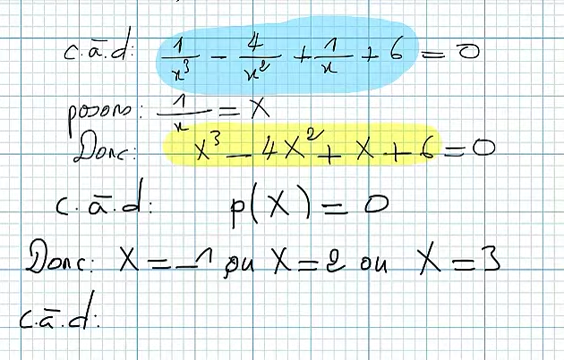 c.à.d: 1/x³ - 4/x² + 1/x + 6 = 0
posons: 1/x = X
Donc: X³ - 4X² + X + 6 = 0
c.à.d: p(X) = 0
Donc: X = -1 ou X = 2 ou X = 3
c.à.d: